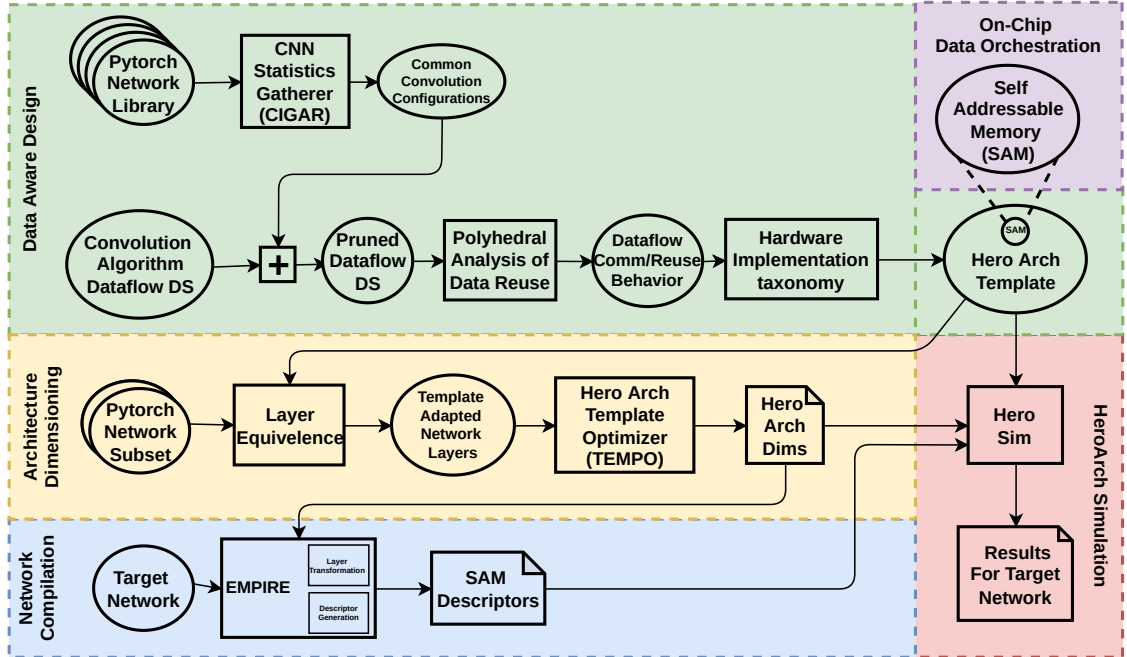 On-Chip
Data Orchestration
Data Aware Design
Pytorch
Network
Library
CNN
Statistics
Gatherer
(CIGAR)
Common
Convolution
Configurations
Self
Addressable
Memory
(SAM)
Convolution
Algorithm
Dataflow DS
+
Pruned
Dataflow
DS
Polyhedral
Analysis of
Data Reuse
Dataflow
Comm/Reuse
Behavior
Hardware
Implementation
taxonomy
SAM
Hero Arch
Template
Architecture
Dimensioning
Pytorch
Network
Subset
Layer
Equivelence
Template
Adapted
Network
Layers
Hero Arch
Template
Optimizer
(TEMPO)
Hero
Arch
Dims
Hero
Sim
HeroArch Simulation
Network
Compilation
Target
Network
EMPIRE
Layer
Transformation
Descriptor
Generation
SAM
Descriptors
Results
For Target
Network